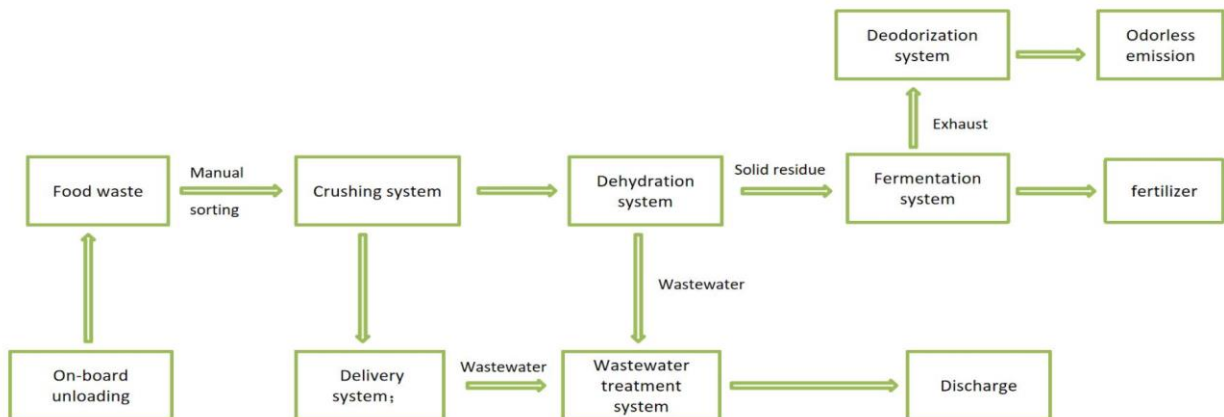 Deodorization
system
Odorless
emission
Exhaust
Food waste
Manual
sorting
Crushing system
Dehydration
system
Solid residue
Fermentation
system
fertilizer
Wastewater
On-board
unloading
Delivery
system；
Wastewater
Wastewater
treatment
system
Discharge